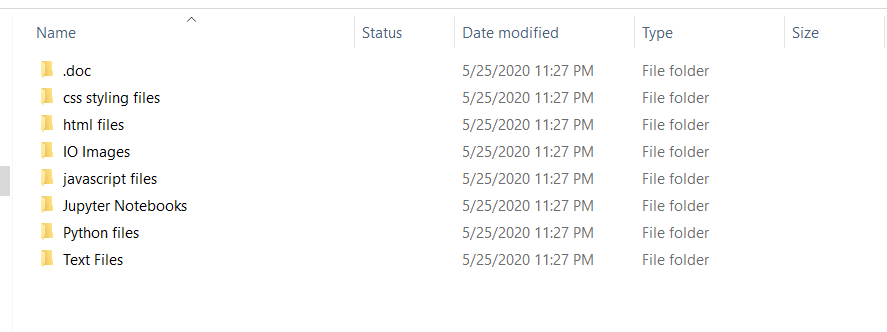 Name Status Date modified Type Size
.doc 5/25/2020 11:27 PM File folder
css styling files 5/25/2020 11:27 PM File folder
html files 5/25/2020 11:27 PM File folder
IO Images 5/25/2020 11:27 PM File folder
javascript files 5/25/2020 11:27 PM File folder
Jupyter Notebooks 5/25/2020 11:27 PM File folder
Python files 5/25/2020 11:27 PM File folder
Text Files 5/25/2020 11:27 PM File folder